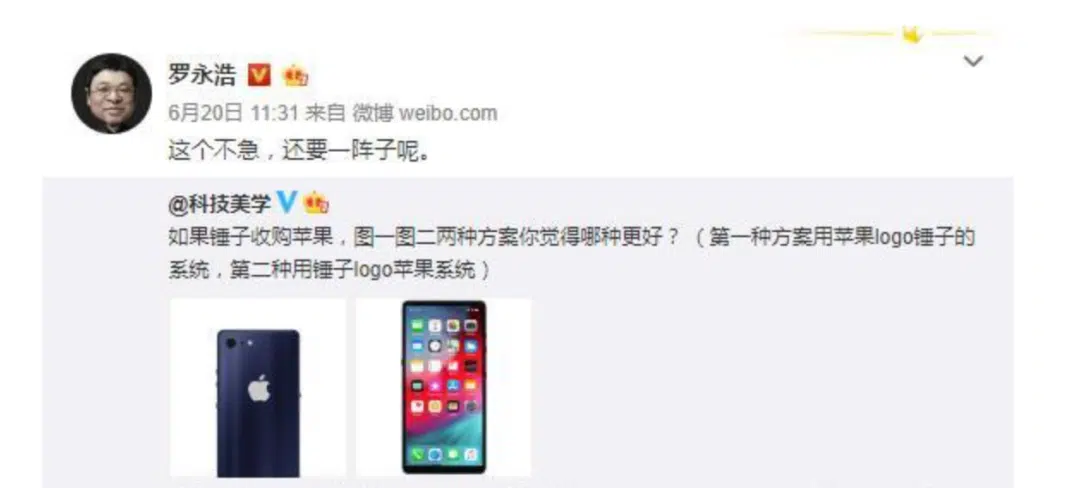 罗永浩
6月20日 11:31 来自 微博 weibo.com
这个不急，还要一阵子呢。
@科技美学
如果锤子收购苹果，图一图二两种方案你觉得哪种更好？（第一种方案用苹果logo锤子的
系统，第二种用锤子logo苹果系统）